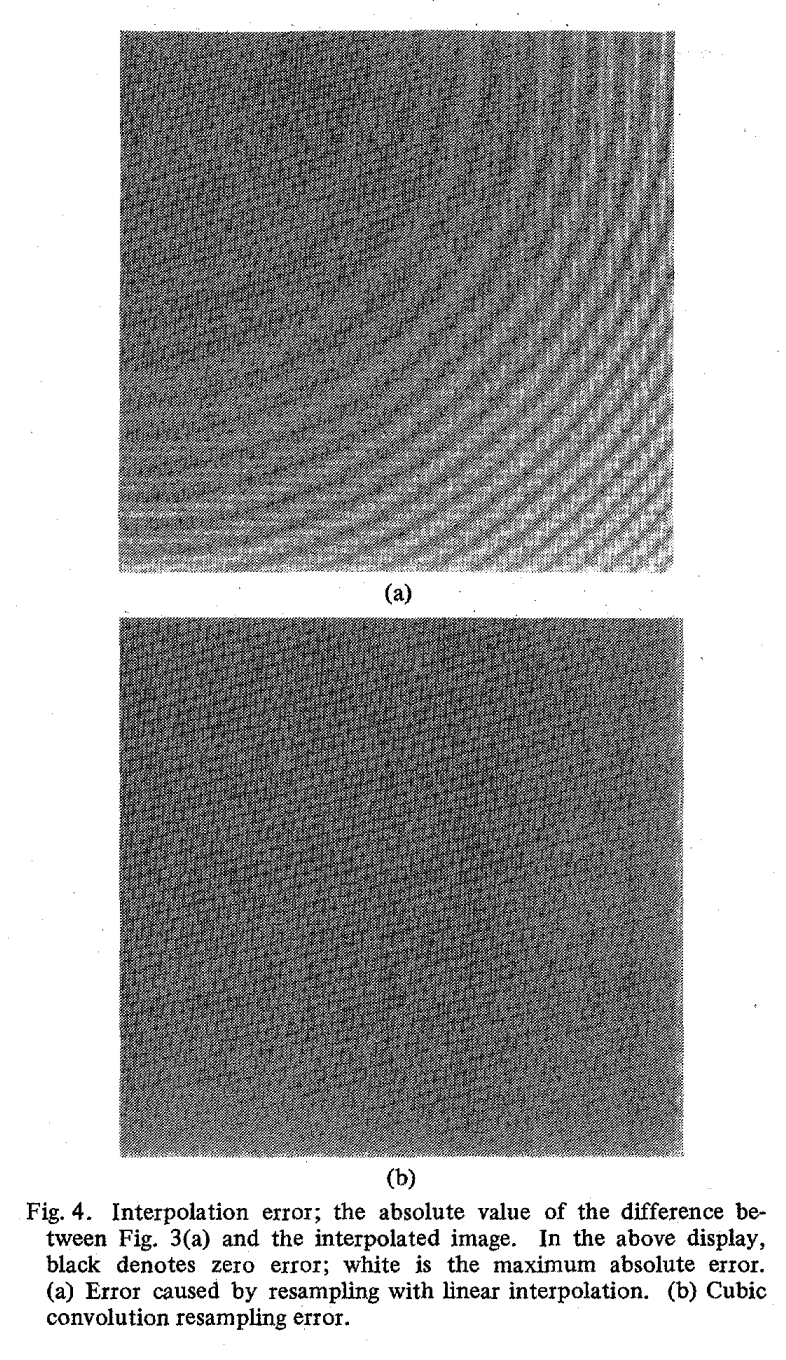 (a)
(b)
Fig. 4. Interpolation error; the absolute value of the difference be-
tween Fig. 3(a) and the interpolated image. In the above display,
black denotes zero error; white is the maximum absolute error.
(a) Error caused by resampling with linear interpolation. (b) Cubic
convolution resampling error.